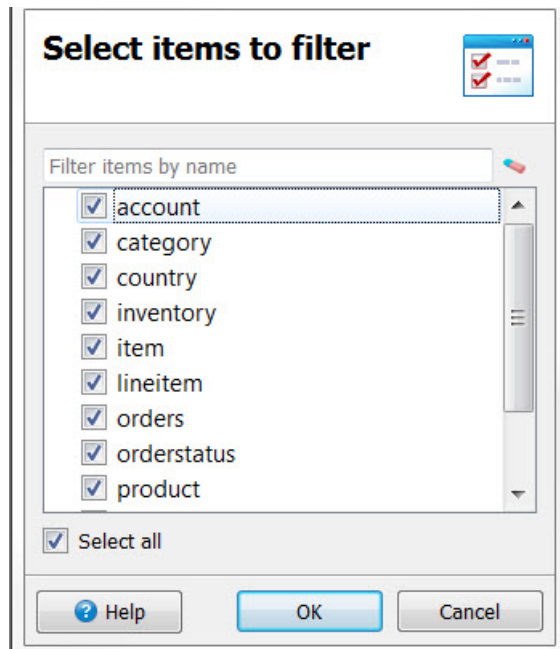 Select items to filter
Filter items by name
account
category
country
inventory
item
lineitem
orders
orderstatus
product
Select all
Help
OK
Cancel